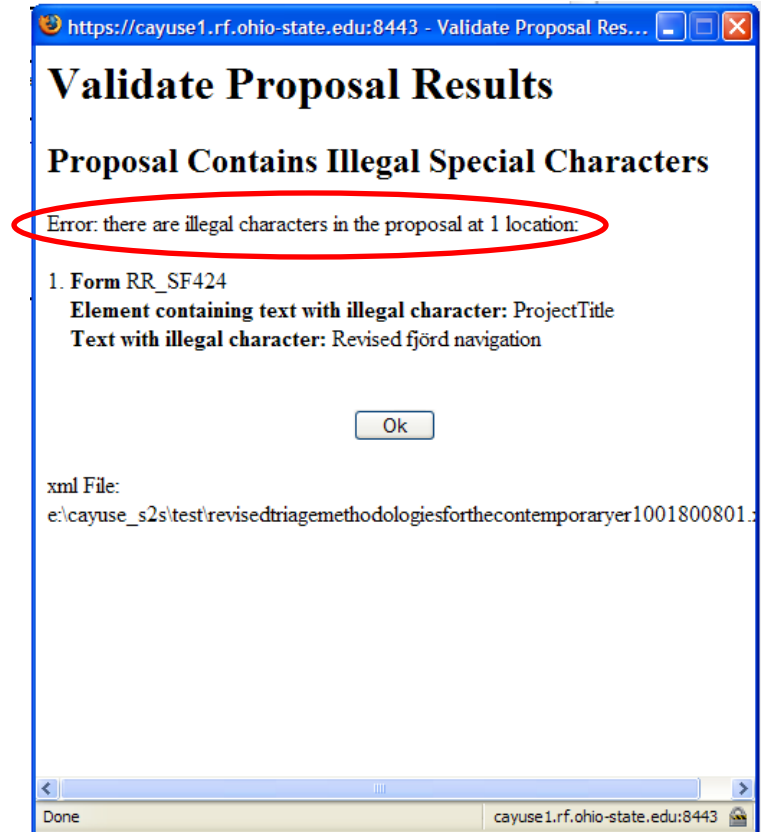 https://cayuse1.rf.ohio-state.edu:8443 - Validate Proposal Res...
Validate Proposal Results
Proposal Contains Illegal Special Characters
Error: there are illegal characters in the proposal at 1 location:
1. Form RR_SF424
Element containing text with illegal character: ProjectTitle
Text with illegal character: Revised fjörd navigation
Ok
xml File:
e:\cayuse_s2s\test\revisedtriagemethodologiesforthecontemporaryer1001800801.x
Done cayuse1.rf.ohio-state.edu:8443